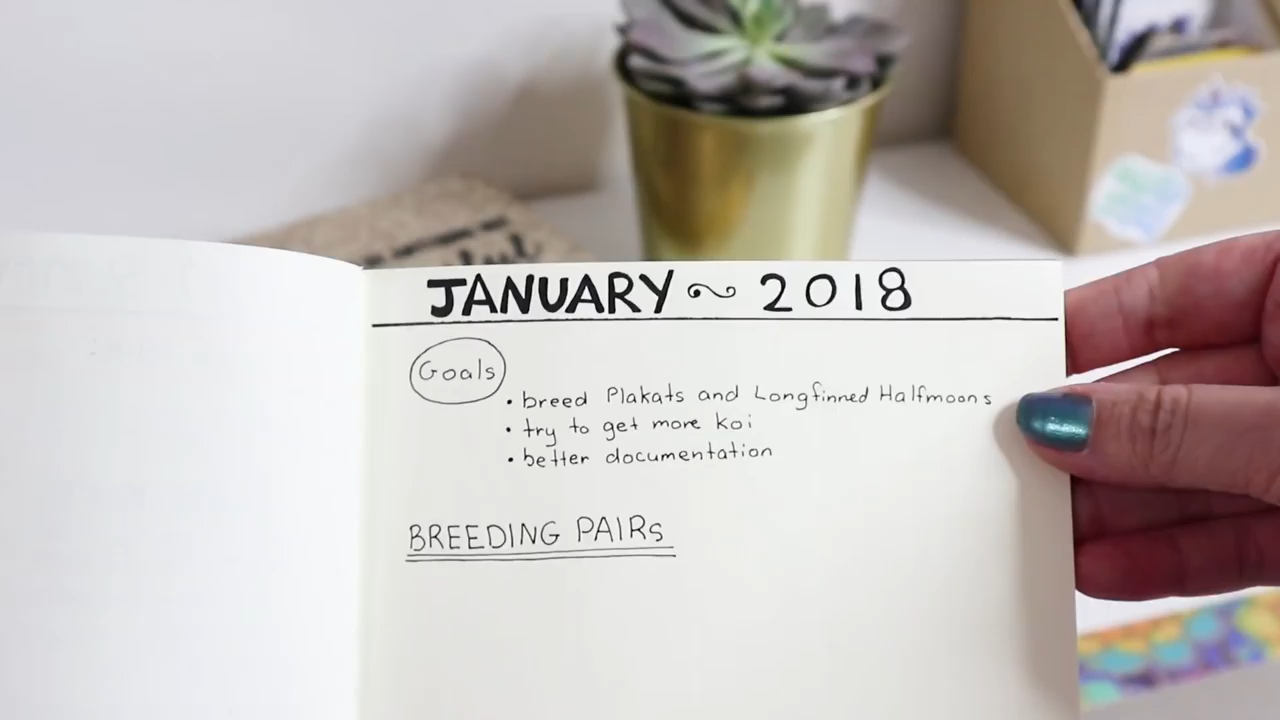 JANUARY ~ 2018
Goals
• breed Plakats and Longfinned Halfmoons
• try to get more koi
• better documentation
BREEDING PAIRS